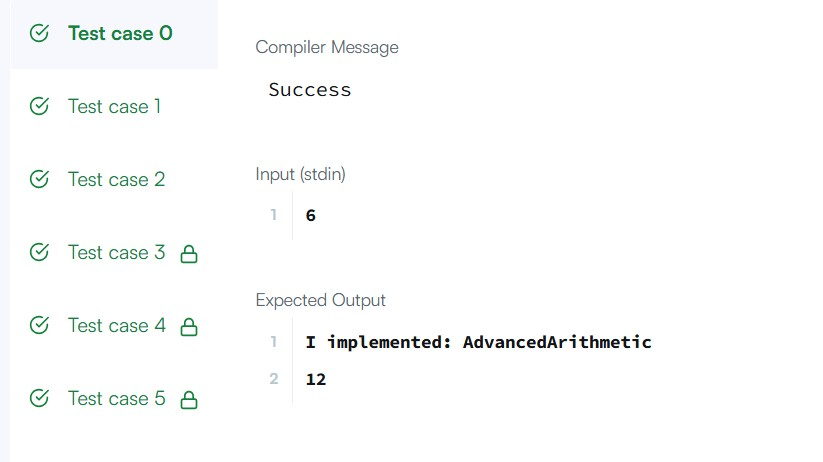 Test case 0
Test case 1
Test case 2
Test case 3
Test case 4
Test case 5
Compiler Message
Success
Input (stdin)
1 6
Expected Output
1 I implemented: AdvancedArithmetic
2 12